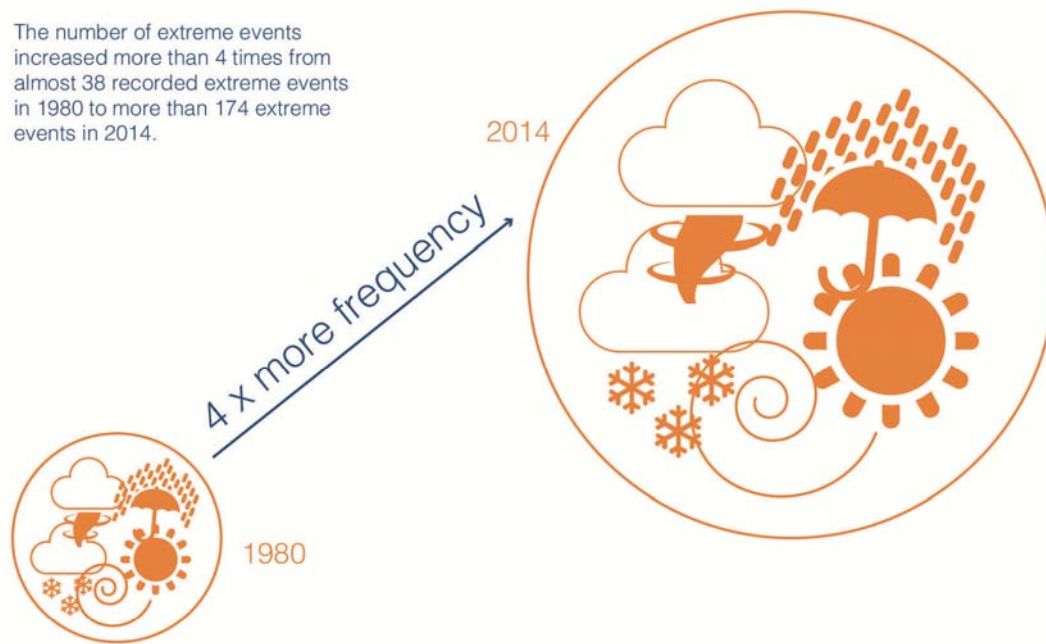 The number of extreme events
increased more than 4 times from
almost 38 recorded extreme events
in 1980 to more than 174 extreme
events in 2014.
2014
4 x more frequency
1980